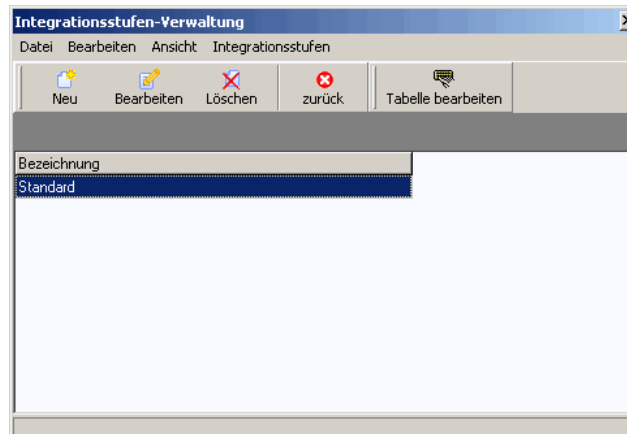 Integrationsstufen-Verwaltung
Datei Bearbeiten Ansicht Integrationsstufen
Neu Bearbeiten Löschen zurück Tabelle bearbeiten
Bezeichnung
Standard